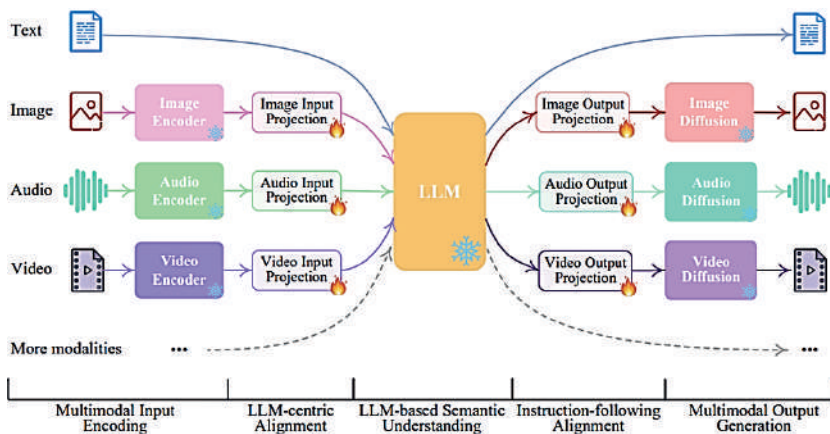 Text
Image
Image
Encoder
Image Input
Projection
LLM
Image Output
Projection
Image
Diffusion
Audio
Audio
Encoder
Audio Input
Projection
Audio Output
Projection
Audio
Diffusion
Video
Video
Encoder
Video Input
Projection
Video Output
Projection
Video
Diffusion
More modalities ...
...
Multimodal Input
Encoding
LLM-centric
Alignment
LLM-based Semantic
Understanding
Instruction-following
Alignment
Multimodal Output
Generation